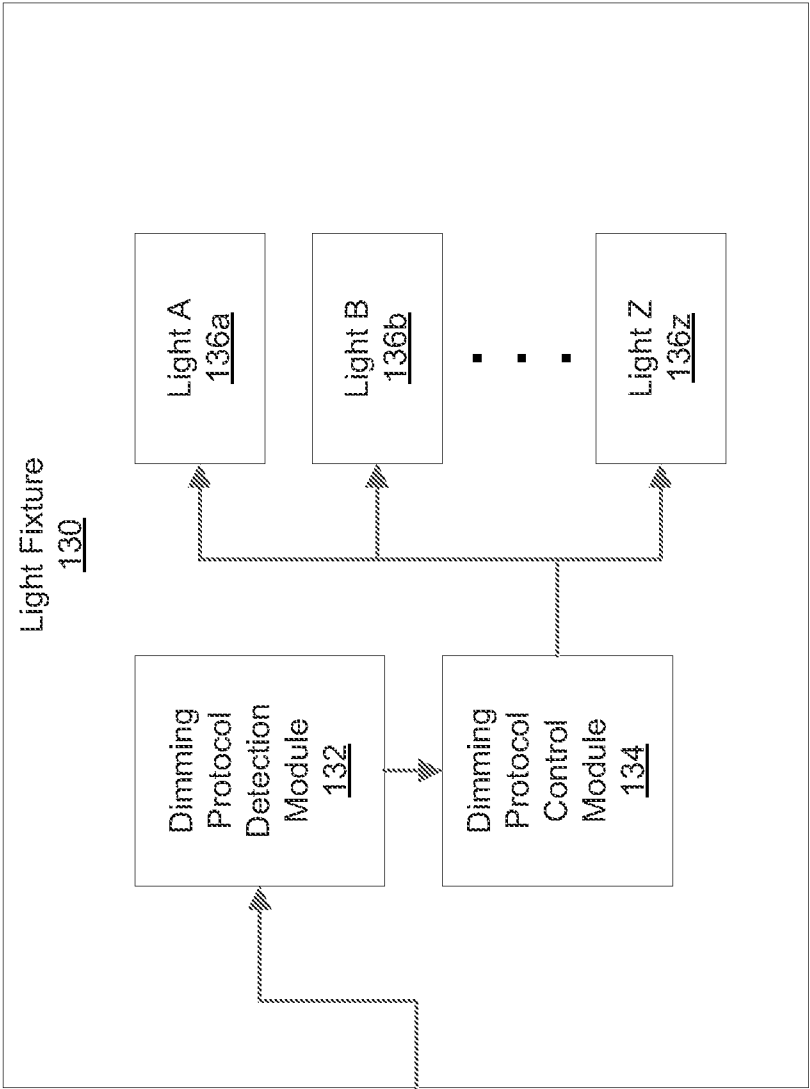 Light Fixture
130
Dimming
Protocol
Detection
Module
132
Dimming
Protocol
Control
Module
134
Light A
136a
Light B
136b
Light Z
136z